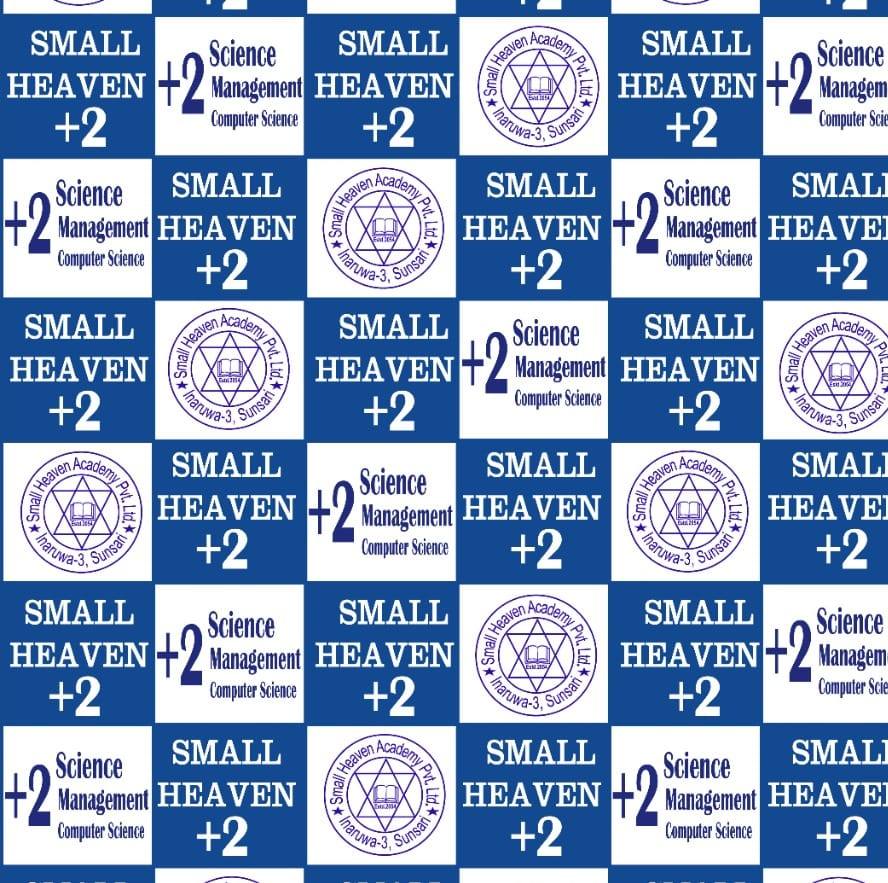 SMALL
HEAVEN
+2
+2 Science
Management
Computer Science
SMALL
HEAVEN
+2
Small Heaven Academy Pvt. Ltd.
Estd.2054
Inaruwa-3, Sunsari
SMALL
HEAVEN
+2
+2 Science
Managem
Computer Scie
+2 Science
Management
Computer Science
SMALL
HEAVEN
+2
Small Heaven Academy Pvt. Ltd.
Estd.2054
Inaruwa-3, Sunsari
SMALL
HEAVEN
+2
+2 Science
Management
Computer Science
SMAL
HEAVE
+2
SMALL
HEAVEN
+2
Small Heaven Academy Pvt. Ltd.
Estd.2054
Inaruwa-3, Sunsari
SMALL
HEAVEN
+2
+2 Science
Management
Computer Science
SMALL
HEAVEN
+2
Small Heaven Academy Pvt. Ltd.
Estd.2054
Inaruwa-3, Sunsari
Small Heaven Academy Pvt. Ltd.
Estd.2054
Inaruwa-3, Sunsari
SMALL
HEAVEN
+2
+2 Science
Management
Computer Science
SMALL
HEAVEN
+2
Small Heaven Academy Pvt. Ltd.
Estd.2054
Inaruwa-3, Sunsari
SMAL
HEAVE
+2
SMALL
HEAVEN
+2
+2 Science
Management
Computer Science
SMALL
HEAVEN
+2
Small Heaven Academy Pvt. Ltd.
Estd.2054
Inaruwa-3, Sunsari
SMALL
HEAVEN
+2
+2 Science
Managem
Computer Scie
+2 Science
Management
Computer Science
SMALL
HEAVEN
+2
Small Heaven Academy Pvt. Ltd.
Estd.2054
Inaruwa-3, Sunsari
SMALL
HEAVEN
+2
+2 Science
Management
Computer Science
SMAL
HEAVE
+2